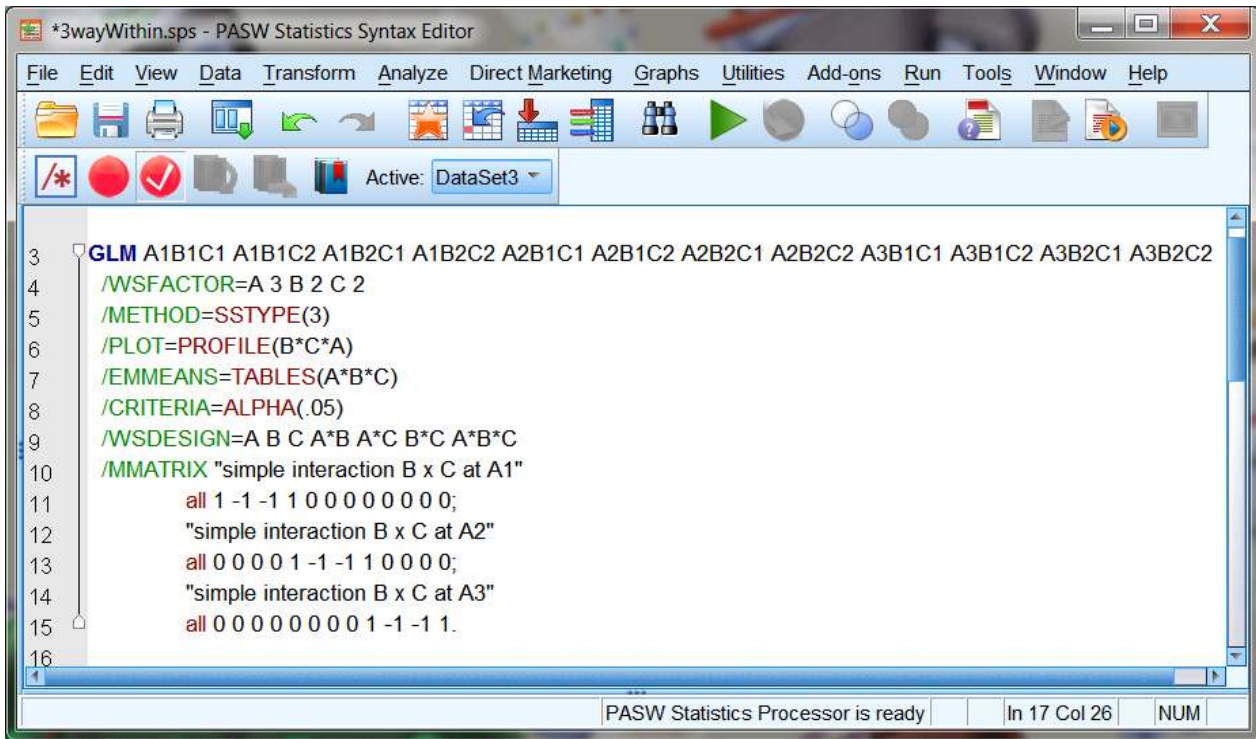 *3wayWithin.sps - PASW Statistics Syntax Editor
File Edit View Data Transform Analyze Direct Marketing Graphs Utilities Add-ons Run Tools Window Help
/* Active: DataSet3
3 GLM A1B1C1 A1B1C2 A1B2C1 A1B2C2 A2B1C1 A2B1C2 A2B2C1 A2B2C2 A3B1C1 A3B1C2 A3B2C1 A3B2C2
4 /WSFACTOR=A 3 B 2 C 2
5 /METHOD=SSTYPE(3)
6 /PLOT=PROFILE(B*C*A)
7 /EMMEANS=TABLES(A*B*C)
8 /CRITERIA=ALPHA(.05)
9 /WSDESIGN=A B C A*B A*C B*C A*B*C
10 /MMATRIX "simple interaction B x C at A1"
11 all 1 -1 -1 1 0 0 0 0 0 0 0 0;
12 "simple interaction B x C at A2"
13 all 0 0 0 0 1 -1 -1 1 0 0 0 0;
14 "simple interaction B x C at A3"
15 all 0 0 0 0 0 0 0 0 1 -1 -1 1.
16
PASW Statistics Processor is ready In 17 Col 26 NUM